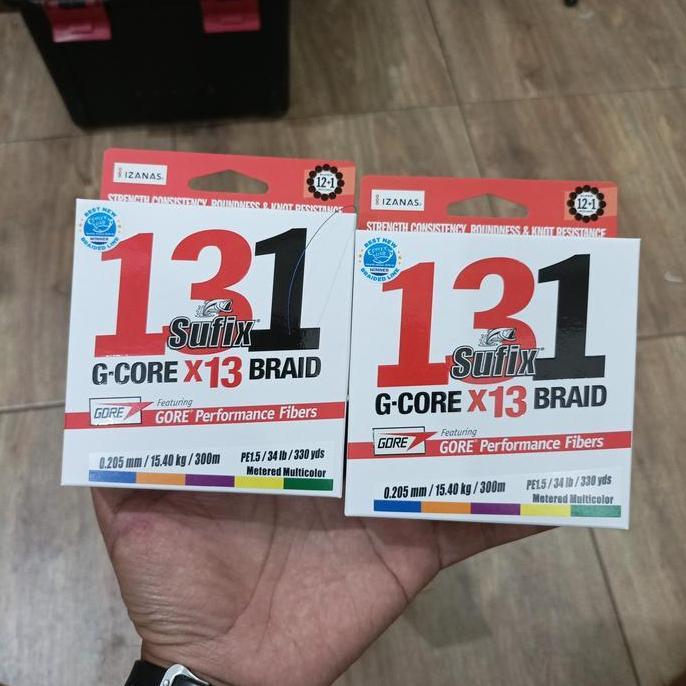 IZANAS
12+1
STRENGTH CONSISTENCY, ROUNDNESS & KNOT RESISTANCE
BEST NEW
WINNER
BRAIDED LINE
131
Sufix
G-CORE X13 BRAID
GORE
Featuring
GORE® Performance Fibers
0.205 mm / 15.40 kg / 300m
PE1.5 / 34 lb / 330 yds
Metered Multicolor
IZANAS
12+1
STRENGTH CONSISTENCY, ROUNDNESS & KNOT RESISTANCE
BEST NEW
WINNER
BRAIDED LINE
131
Sufix
G-CORE X13 BRAID
GORE
Featuring
GORE® Performance Fibers
0.205 mm / 15.40 kg / 300m
PE1.5 / 34 lb / 330 yds
Metered Multicolor